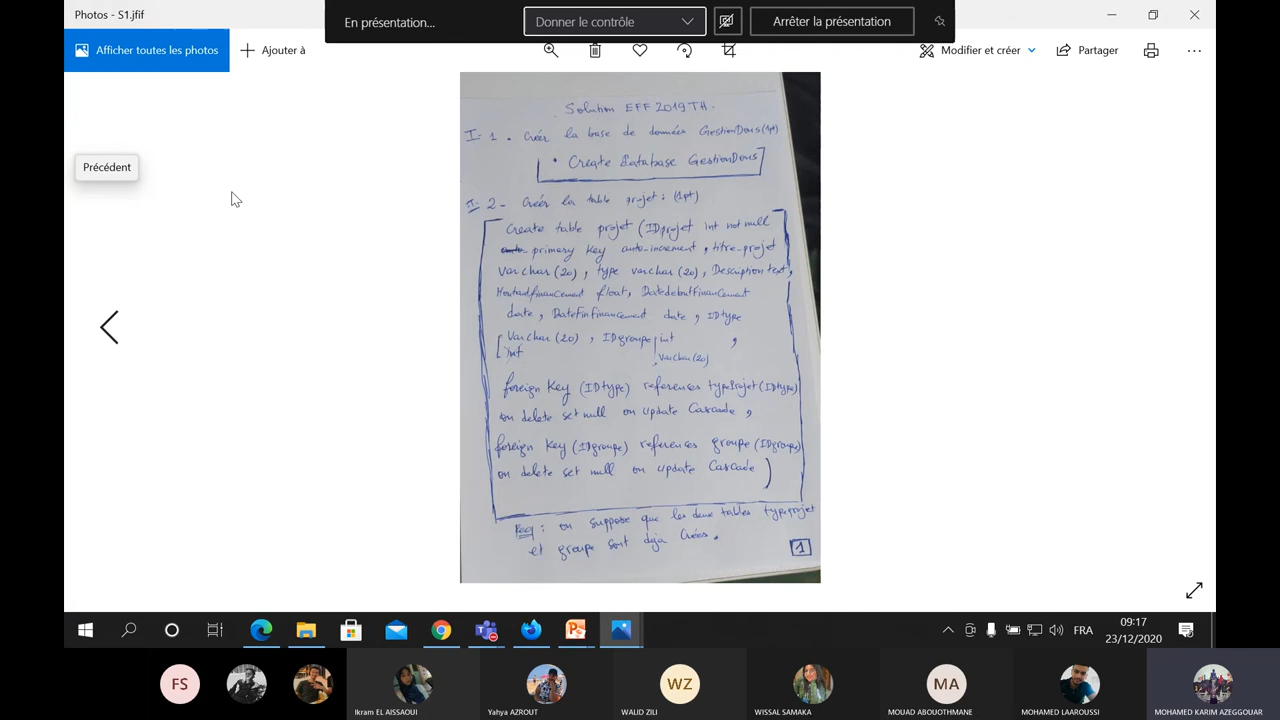 Photos - S1.jfif
En présentation...
Donner le contrôle
Arrêter la présentation
Afficher toutes les photos
Ajouter à
Modifier et créer
Partager
Précédent
Solution EFF 2019 TH.
I- 1. Créer la base de données GestionDons (1pt)
• Create Database GestionDons
I- 2- Créer la table projet : (1pt)
Create table projet (IDprojet int not null
auto primary key auto-increment, titre-projet
varchar(20), type varchar(20), Description text,
Montantfinancement float, DatedebutFinancement
date, DateFinfinancement date, IDtype
[ Varchar(20), IDgroupe int ,
int
Varchar(20)
foreign key (IDtype) references typeprojet (IDtype)
on delete set null on update Cascade,
foreign key (IDgroupe) references groupe (IDgroupe)
on delete set null on update Cascade )
Req : on suppose que les deux tables typeprojet
et groupe sont déjà crées.
1
FRA
09:17
23/12/2020
FS
WZ
MA
Ikram EL AISSAOUI
Yahya AZROUT
WALID ZILI
WISSAL SAMAKA
MOUAD ABOUOTHMANE
MOHAMED LAAROUSSI
MOHAMED KARIM AZEGGOUAR